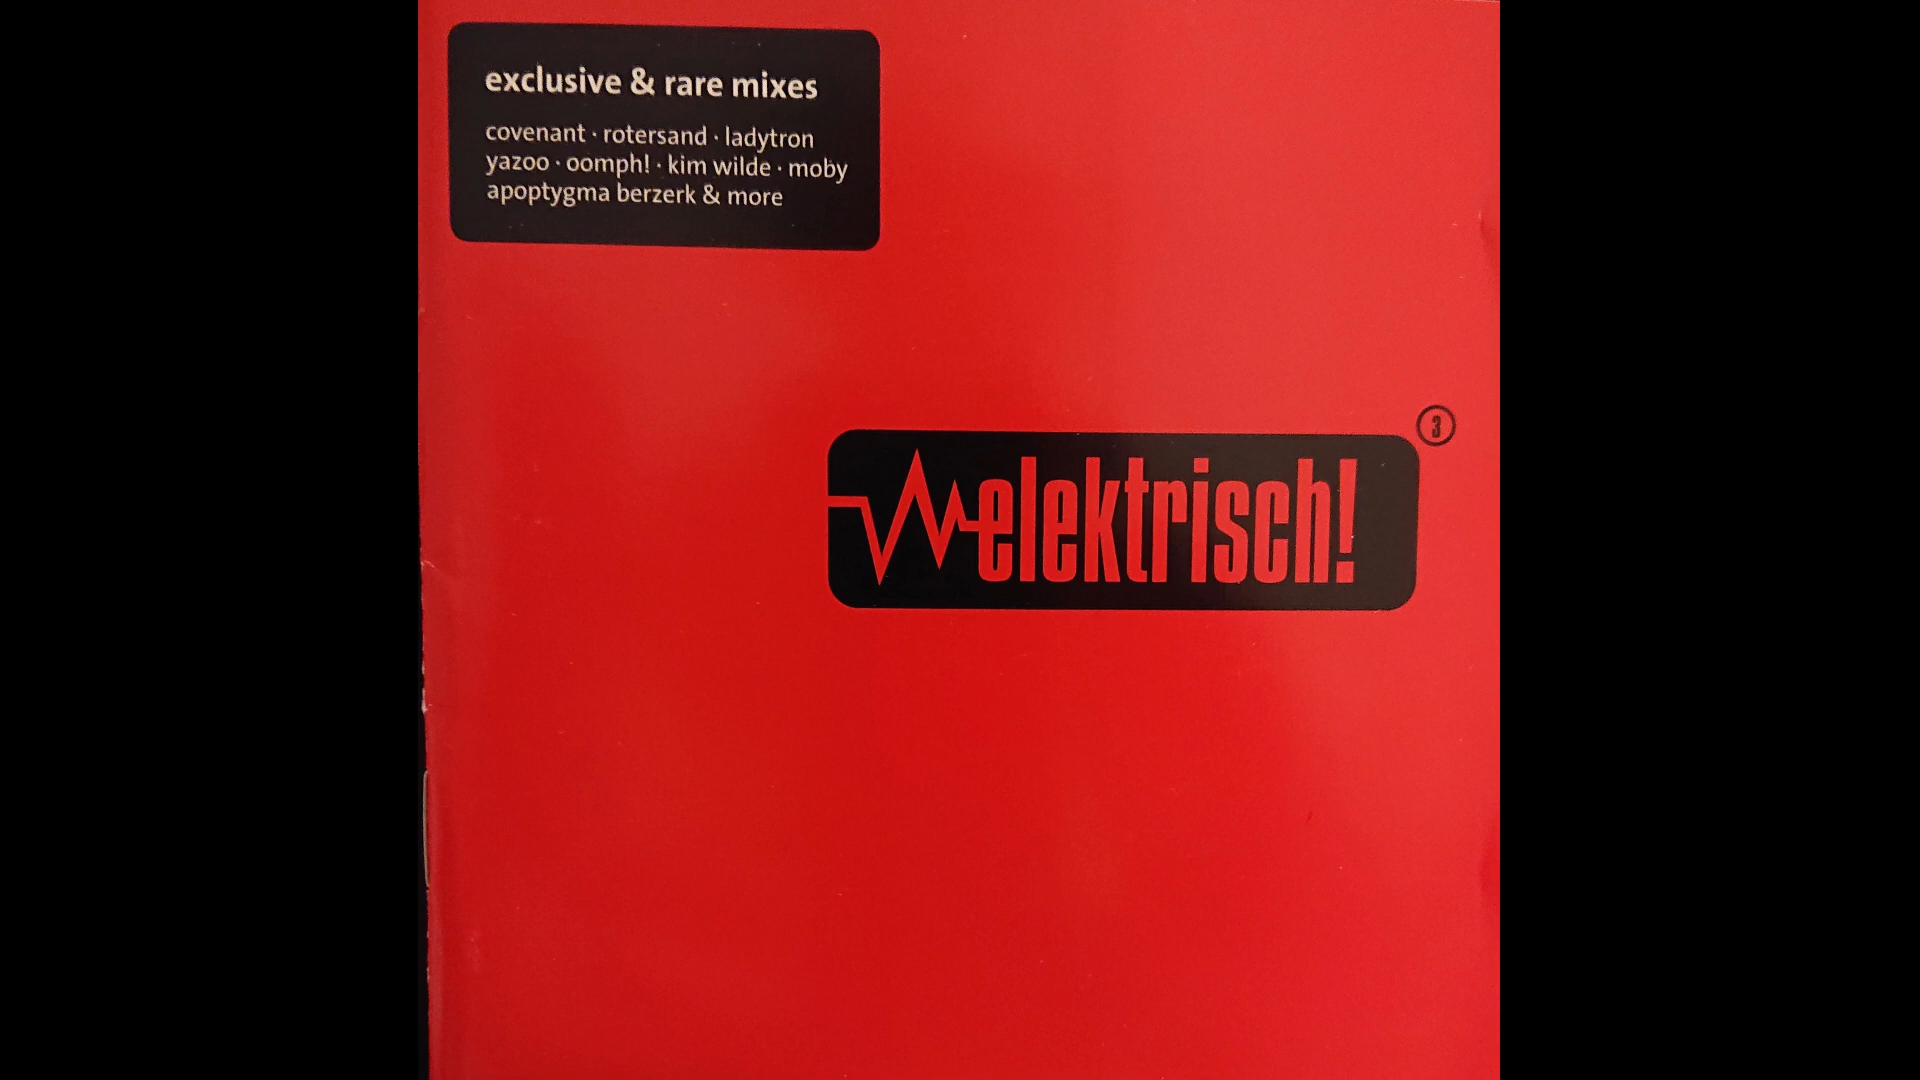 exclusive & rare mixes
covenant · rotersand · ladytron
yazoo · oomph! · kim wilde · moby
apoptygma berzerk & more
3
elektrisch!